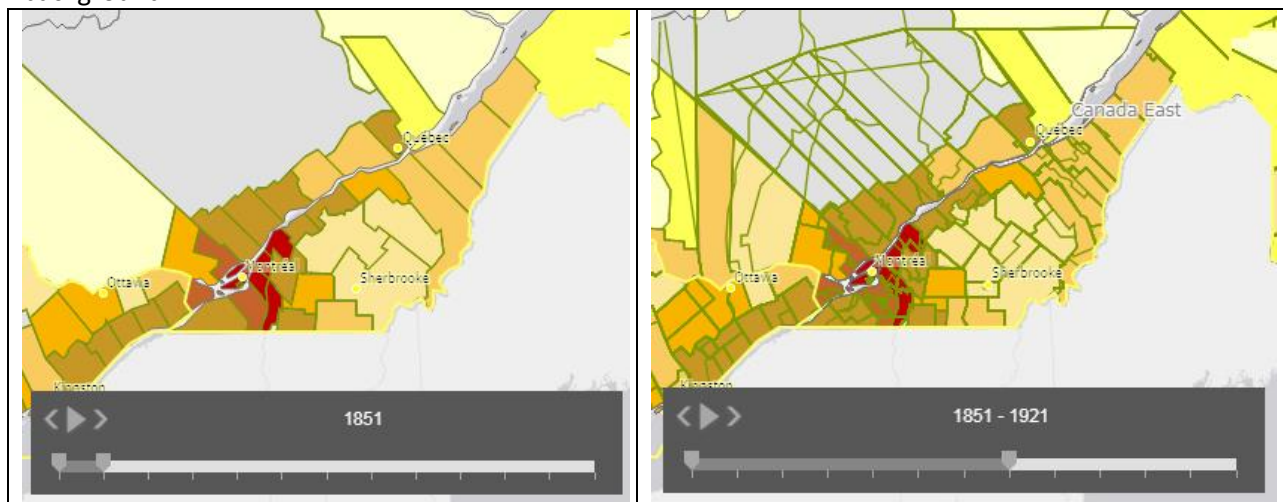 Québec
Montréal
Ottawa
Sherbrooke
Kingston
1851
Canada East
Québec
Montréal
Ottawa
Sherbrooke
Kingston
1851 - 1921